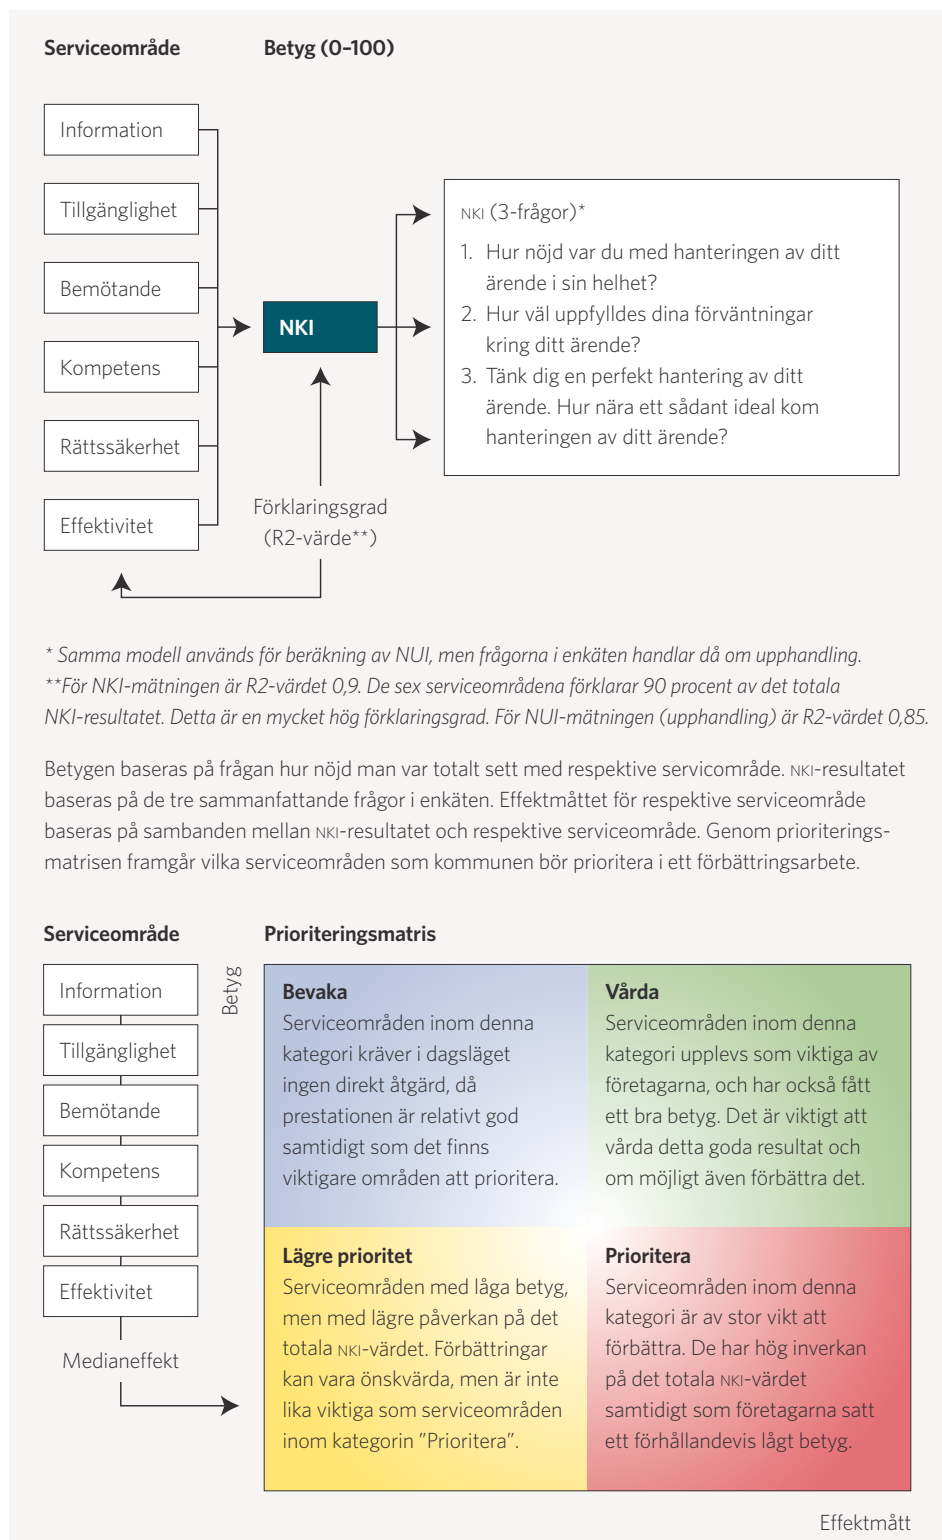 Serviceområde
Betyg (0–100)
Information
Tillgänglighet
Bemötande
Kompetens
Rättssäkerhet
Effektivitet
NKI
Förklaringsgrad
(R2-värde**)
NKI (3-frågor)*
1. Hur nöjd var du med hanteringen av ditt
ärende i sin helhet?
2. Hur väl uppfylldes dina förväntningar
kring ditt ärende?
3. Tänk dig en perfekt hantering av ditt
ärende. Hur nära ett sådant ideal kom
hanteringen av ditt ärende?
* Samma modell används för beräkning av NUI, men frågorna i enkäten handlar då om upphandling.
**För NKI-mätningen är R2-värdet 0,9. De sex serviceområdena förklarar 90 procent av det totala
NKI-resultatet. Detta är en mycket hög förklaringsgrad. För NUI-mätningen (upphandling) är R2-värdet 0,85.
Betygen baseras på frågan hur nöjd man var totalt sett med respektive servicområde. NKI-resultatet
baseras på de tre sammanfattande frågor i enkäten. Effektmåttet för respektive serviceområde
baseras på sambanden mellan NKI-resultatet och respektive serviceområde. Genom prioriterings-
matrisen framgår vilka serviceområden som kommunen bör prioritera i ett förbättringsarbete.
Serviceområde
Prioriteringsmatris
Information
Tillgänglighet
Bemötande
Kompetens
Rättssäkerhet
Effektivitet
Medianeffekt
Betyg
Bevaka
Serviceområden inom denna
kategori kräver i dagsläget
ingen direkt åtgärd, då
prestationen är relativt god
samtidigt som det finns
viktigare områden att prioritera.
Vårda
Serviceområden inom denna
kategori upplevs som viktiga av
företagarna, och har också fått
ett bra betyg. Det är viktigt att
vårda detta goda resultat och
om möjligt även förbättra det.
Lägre prioritet
Serviceområden med låga betyg,
men med lägre påverkan på det
totala NKI-värdet. Förbättringar
kan vara önskvärda, men är inte
lika viktiga som serviceområden
inom kategorin ”Prioritera”.
Prioritera
Serviceområden inom denna
kategori är av stor vikt att
förbättra. De har hög inverkan
på det totala NKI-värdet
samtidigt som företagarna satt
ett förhållandevis lågt betyg.
Effektmått